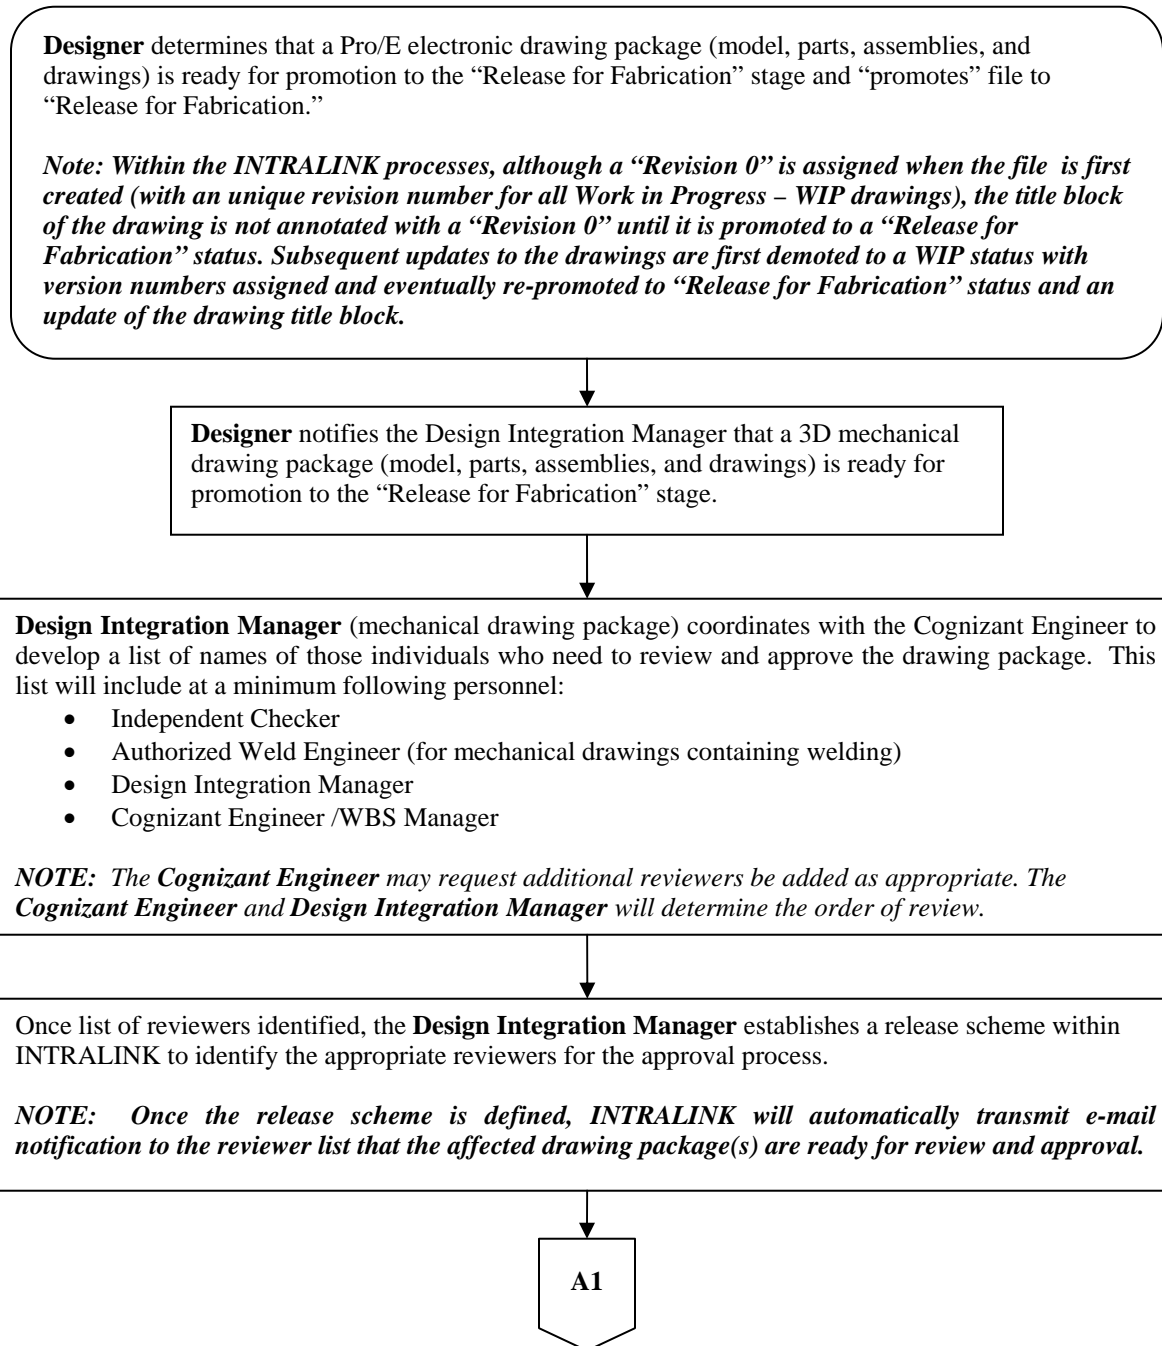 Designer determines that a Pro/E electronic drawing package (model, parts, assemblies, and
drawings) is ready for promotion to the “Release for Fabrication” stage and “promotes” file to
“Release for Fabrication.”
Note: Within the INTRALINK processes, although a “Revision 0” is assigned when the file is first
created (with an unique revision number for all Work in Progress – WIP drawings), the title block
of the drawing is not annotated with a “Revision 0” until it is promoted to a “Release for
Fabrication” status. Subsequent updates to the drawings are first demoted to a WIP status with
version numbers assigned and eventually re-promoted to “Release for Fabrication” status and an
update of the drawing title block.
Designer notifies the Design Integration Manager that a 3D mechanical
drawing package (model, parts, assemblies, and drawings) is ready for
promotion to the “Release for Fabrication” stage.
Design Integration Manager (mechanical drawing package) coordinates with the Cognizant Engineer to
develop a list of names of those individuals who need to review and approve the drawing package. This
list will include at a minimum following personnel:
• Independent Checker
• Authorized Weld Engineer (for mechanical drawings containing welding)
• Design Integration Manager
• Cognizant Engineer /WBS Manager
NOTE: The Cognizant Engineer may request additional reviewers be added as appropriate. The
Cognizant Engineer and Design Integration Manager will determine the order of review.
Once list of reviewers identified, the Design Integration Manager establishes a release scheme within
INTRALINK to identify the appropriate reviewers for the approval process.
NOTE: Once the release scheme is defined, INTRALINK will automatically transmit e-mail
notification to the reviewer list that the affected drawing package(s) are ready for review and approval.
A1